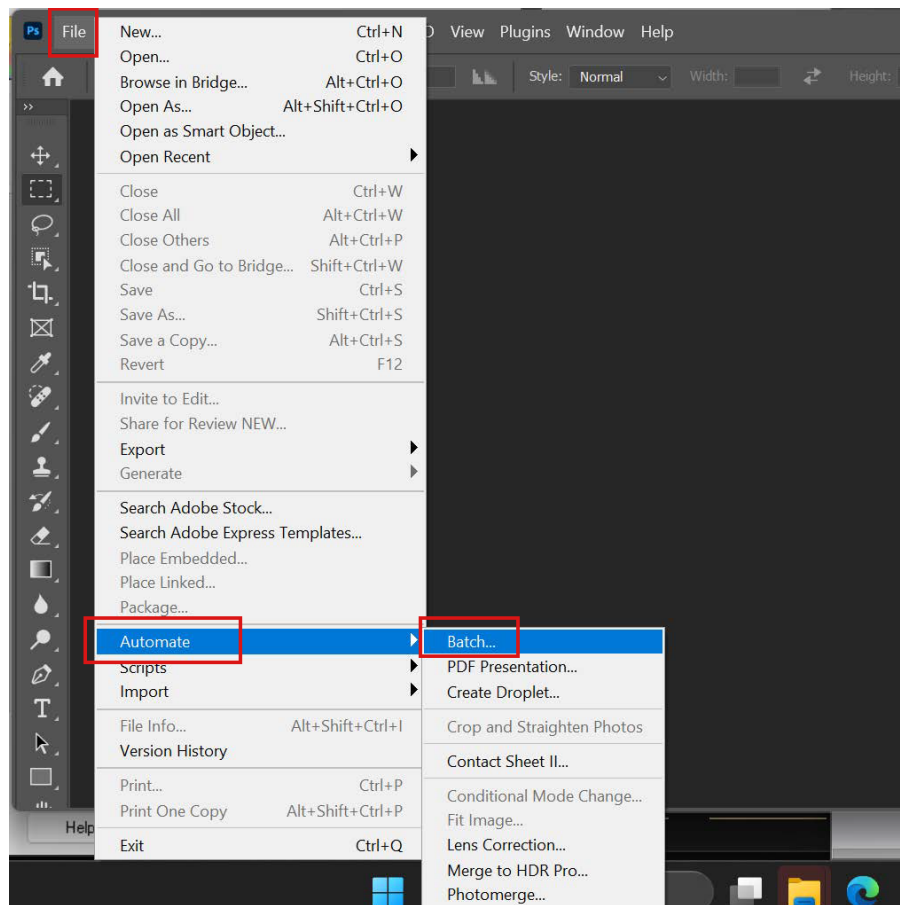 Ps File D View Plugins Window Help
Style: Normal Width: Height:
New... Ctrl+N
Open... Ctrl+O
Browse in Bridge... Alt+Ctrl+O
Open As... Alt+Shift+Ctrl+O
Open as Smart Object...
Open Recent
Close Ctrl+W
Close All Alt+Ctrl+W
Close Others Alt+Ctrl+P
Close and Go to Bridge... Shift+Ctrl+W
Save Ctrl+S
Save As... Shift+Ctrl+S
Save a Copy... Alt+Ctrl+S
Revert F12
Invite to Edit...
Share for Review NEW...
Export
Generate
Search Adobe Stock...
Search Adobe Express Templates...
Place Embedded...
Place Linked...
Package...
Automate
Scripts
Import
File Info... Alt+Shift+Ctrl+I
Version History
Print... Ctrl+P
Print One Copy Alt+Shift+Ctrl+P
Exit Ctrl+Q
Batch...
PDF Presentation...
Create Droplet...
Crop and Straighten Photos
Contact Sheet II...
Conditional Mode Change...
Fit Image...
Lens Correction...
Merge to HDR Pro...
Photomerge...
Help